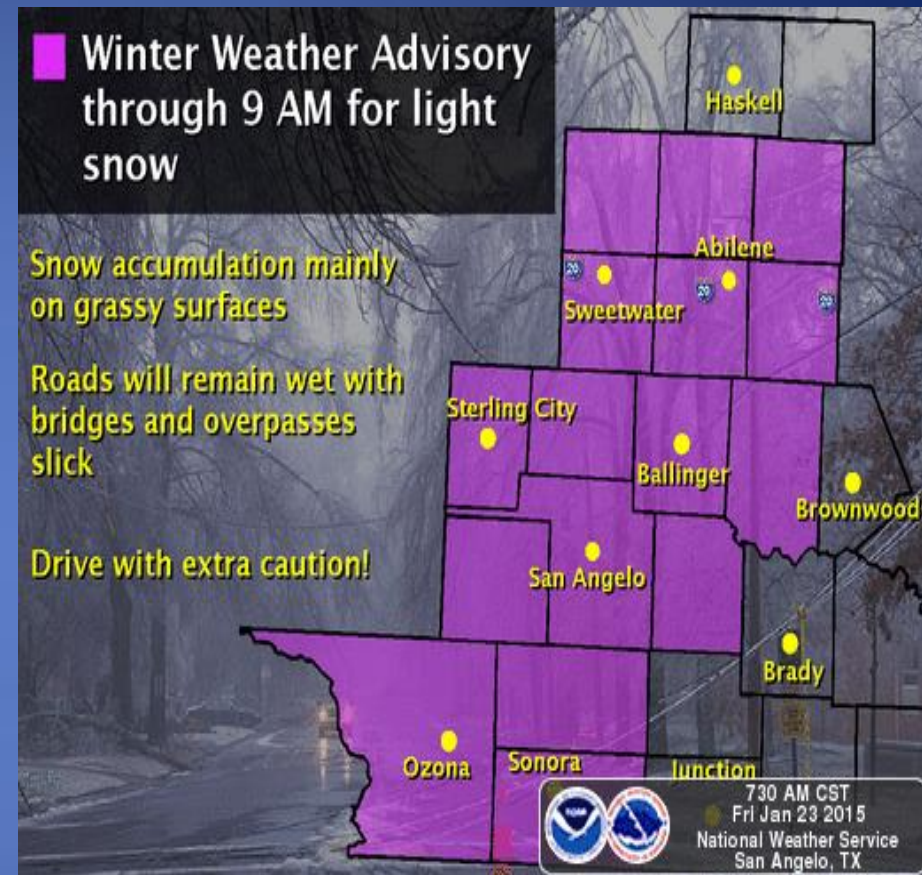 Winter Weather Advisory
through 9 AM for light
snow
Snow accumulation mainly
on grassy surfaces
Roads will remain wet with
bridges and overpasses
slick
Drive with extra caution!
Haskell
Abilene
20
20
20
Sweetwater
Sterling City
Ballinger
Brownwood
San Angelo
Brady
Ozona
Sonora
Junction
730 AM CST
Fri Jan 23 2015
National Weather Service
San Angelo, TX